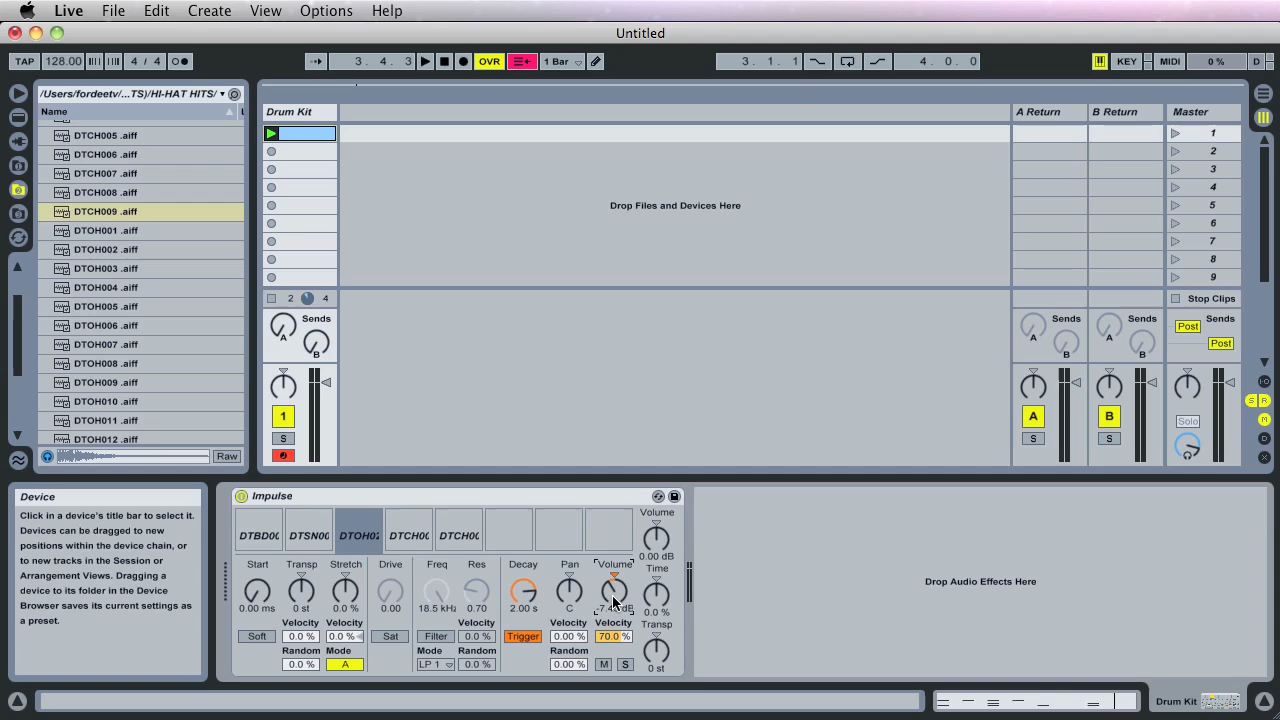 Live File Edit Create View Options Help
Untitled
TAP 128.00 4 / 4 3. 4. 3 OVR 1 Bar 3. 1. 1 4. 0. 0 KEY MIDI 0 % D
/Users/fordeetv/...TS)/HI-HAT HITS/
Name
DTCH005 .aiff
DTCH006 .aiff
DTCH007 .aiff
DTCH008 .aiff
DTCH009 .aiff
DTOH001 .aiff
DTOH002 .aiff
DTOH003 .aiff
DTOH004 .aiff
DTOH005 .aiff
DTOH006 .aiff
DTOH007 .aiff
DTOH008 .aiff
DTOH009 .aiff
DTOH010 .aiff
DTOH011 .aiff
DTOH012 .aiff
Raw
Drum Kit A Return B Return Master
1
2
3
4
5
6
7
8
9
Drop Files and Devices Here
2 4 Stop Clips
Sends Sends Sends Sends
A B A B A B Post Post
1 A B Solo
S S S
S R
M
D
X
Device
Click in a device's title bar to select it.
Devices can be dragged to new
positions within the device chain, or
to new tracks in the Session or
Arrangement Views. Dragging a
device to its folder in the Device
Browser saves its current settings as
a preset.
Impulse
DTBD00 DTSN00 DTOH02 DTCH00 DTCH00
Start Transp Stretch Drive Freq Res Decay Pan Volume
0.00 ms 0 st 0.0 % 0.00 18.5 kHz 0.70 2.00 s C
Velocity Velocity Velocity Velocity Velocity
Soft 0.0 % 0.0 % Sat Filter 0.0 % Trigger 0.00 % 70.0 %
Random Mode Mode Random Random
0.0 % A LP 1 0.0 % 0.00 % M S
Volume
0.00 dB
Time
0.0 %
Transp
0 st
Drop Audio Effects Here
Drum Kit